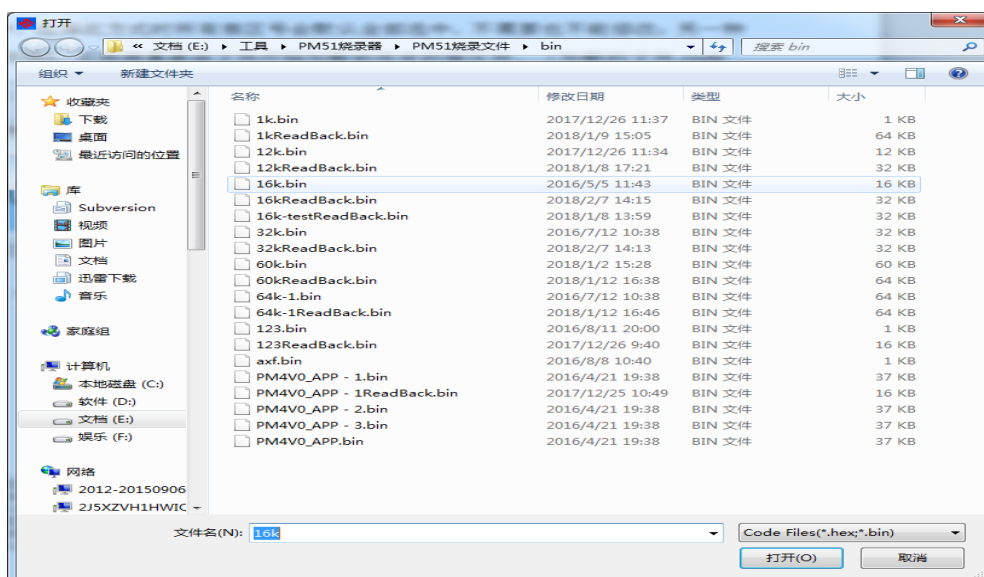 打开
« 文档 (E:) ▸ 工具 ▸ PM51烧录器 ▸ PM51烧录文件 ▸ bin
搜索 bin
组织 新建文件夹
名称 修改日期 类型 大小
收藏夹
下载
桌面
最近访问的位置
库
Subversion
视频
图片
文档
迅雷下载
音乐
家庭组
计算机
本地磁盘 (C:)
软件 (D:)
文档 (E:)
娱乐 (F:)
网络
2012-20150906
2J5XZVH1HWIC
1k.bin 2017/12/26 11:37 BIN 文件 1 KB
1kReadBack.bin 2018/1/9 15:05 BIN 文件 64 KB
12k.bin 2017/12/26 11:34 BIN 文件 12 KB
12kReadBack.bin 2018/1/8 17:21 BIN 文件 32 KB
16k.bin 2016/5/5 11:43 BIN 文件 16 KB
16kReadBack.bin 2018/2/7 14:15 BIN 文件 32 KB
16k-testReadBack.bin 2018/1/8 13:59 BIN 文件 32 KB
32k.bin 2016/7/12 10:38 BIN 文件 32 KB
32kReadBack.bin 2018/2/7 14:13 BIN 文件 32 KB
60k.bin 2018/1/2 15:28 BIN 文件 60 KB
60kReadBack.bin 2018/1/12 16:38 BIN 文件 64 KB
64k-1.bin 2016/7/12 10:38 BIN 文件 64 KB
64k-1ReadBack.bin 2018/1/12 16:46 BIN 文件 64 KB
123.bin 2016/8/11 20:00 BIN 文件 1 KB
123ReadBack.bin 2017/12/26 9:40 BIN 文件 16 KB
axf.bin 2016/8/8 10:40 BIN 文件 1 KB
PM4V0_APP - 1.bin 2016/4/21 19:38 BIN 文件 37 KB
PM4V0_APP - 1ReadBack.bin 2017/12/25 10:49 BIN 文件 16 KB
PM4V0_APP - 2.bin 2016/4/21 19:38 BIN 文件 37 KB
PM4V0_APP - 3.bin 2016/4/21 19:38 BIN 文件 37 KB
PM4V0_APP.bin 2016/4/21 19:38 BIN 文件 37 KB
文件名(N): 16k
Code Files(*.hex;*.bin)
打开(O) 取消